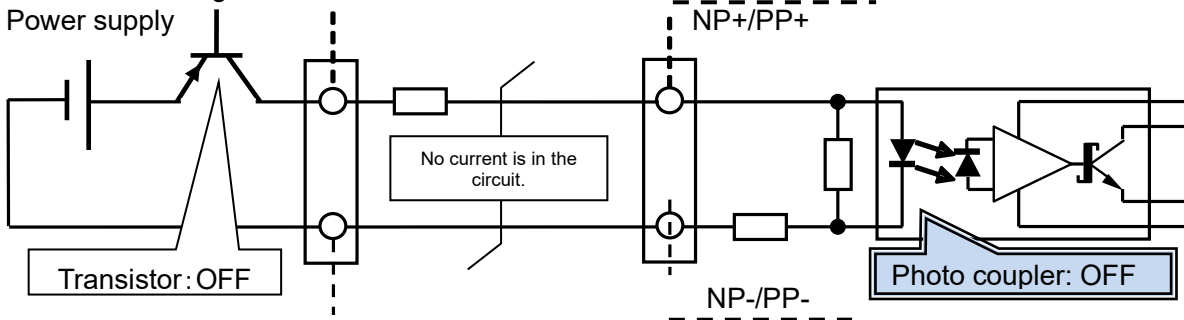 Power supply
NP+/PP+
No current is in the
circuit.
Transistor: OFF
Photo coupler: OFF
NP-/PP-